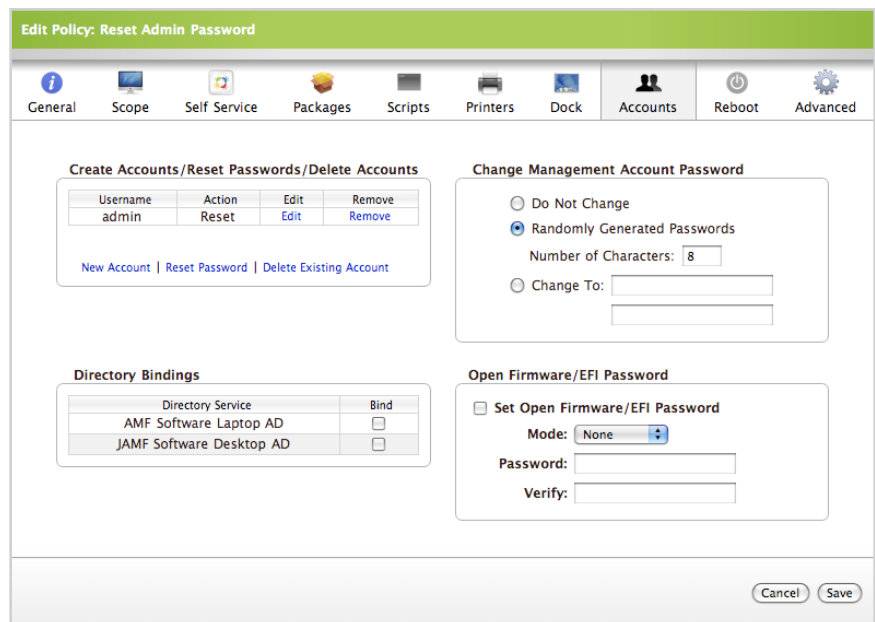 Edit Policy: Reset Admin Password
General Scope Self Service Packages Scripts Printers Dock Accounts Reboot Advanced
Create Accounts/Reset Passwords/Delete Accounts
Username Action Edit Remove
admin Reset Edit Remove
New Account | Reset Password | Delete Existing Account
Change Management Account Password
Do Not Change
Randomly Generated Passwords
Number of Characters: 8
Change To:
Directory Bindings
Directory Service Bind
AMF Software Laptop AD
JAMF Software Desktop AD
Open Firmware/EFI Password
Set Open Firmware/EFI Password
Mode: None
Password:
Verify:
Cancel Save